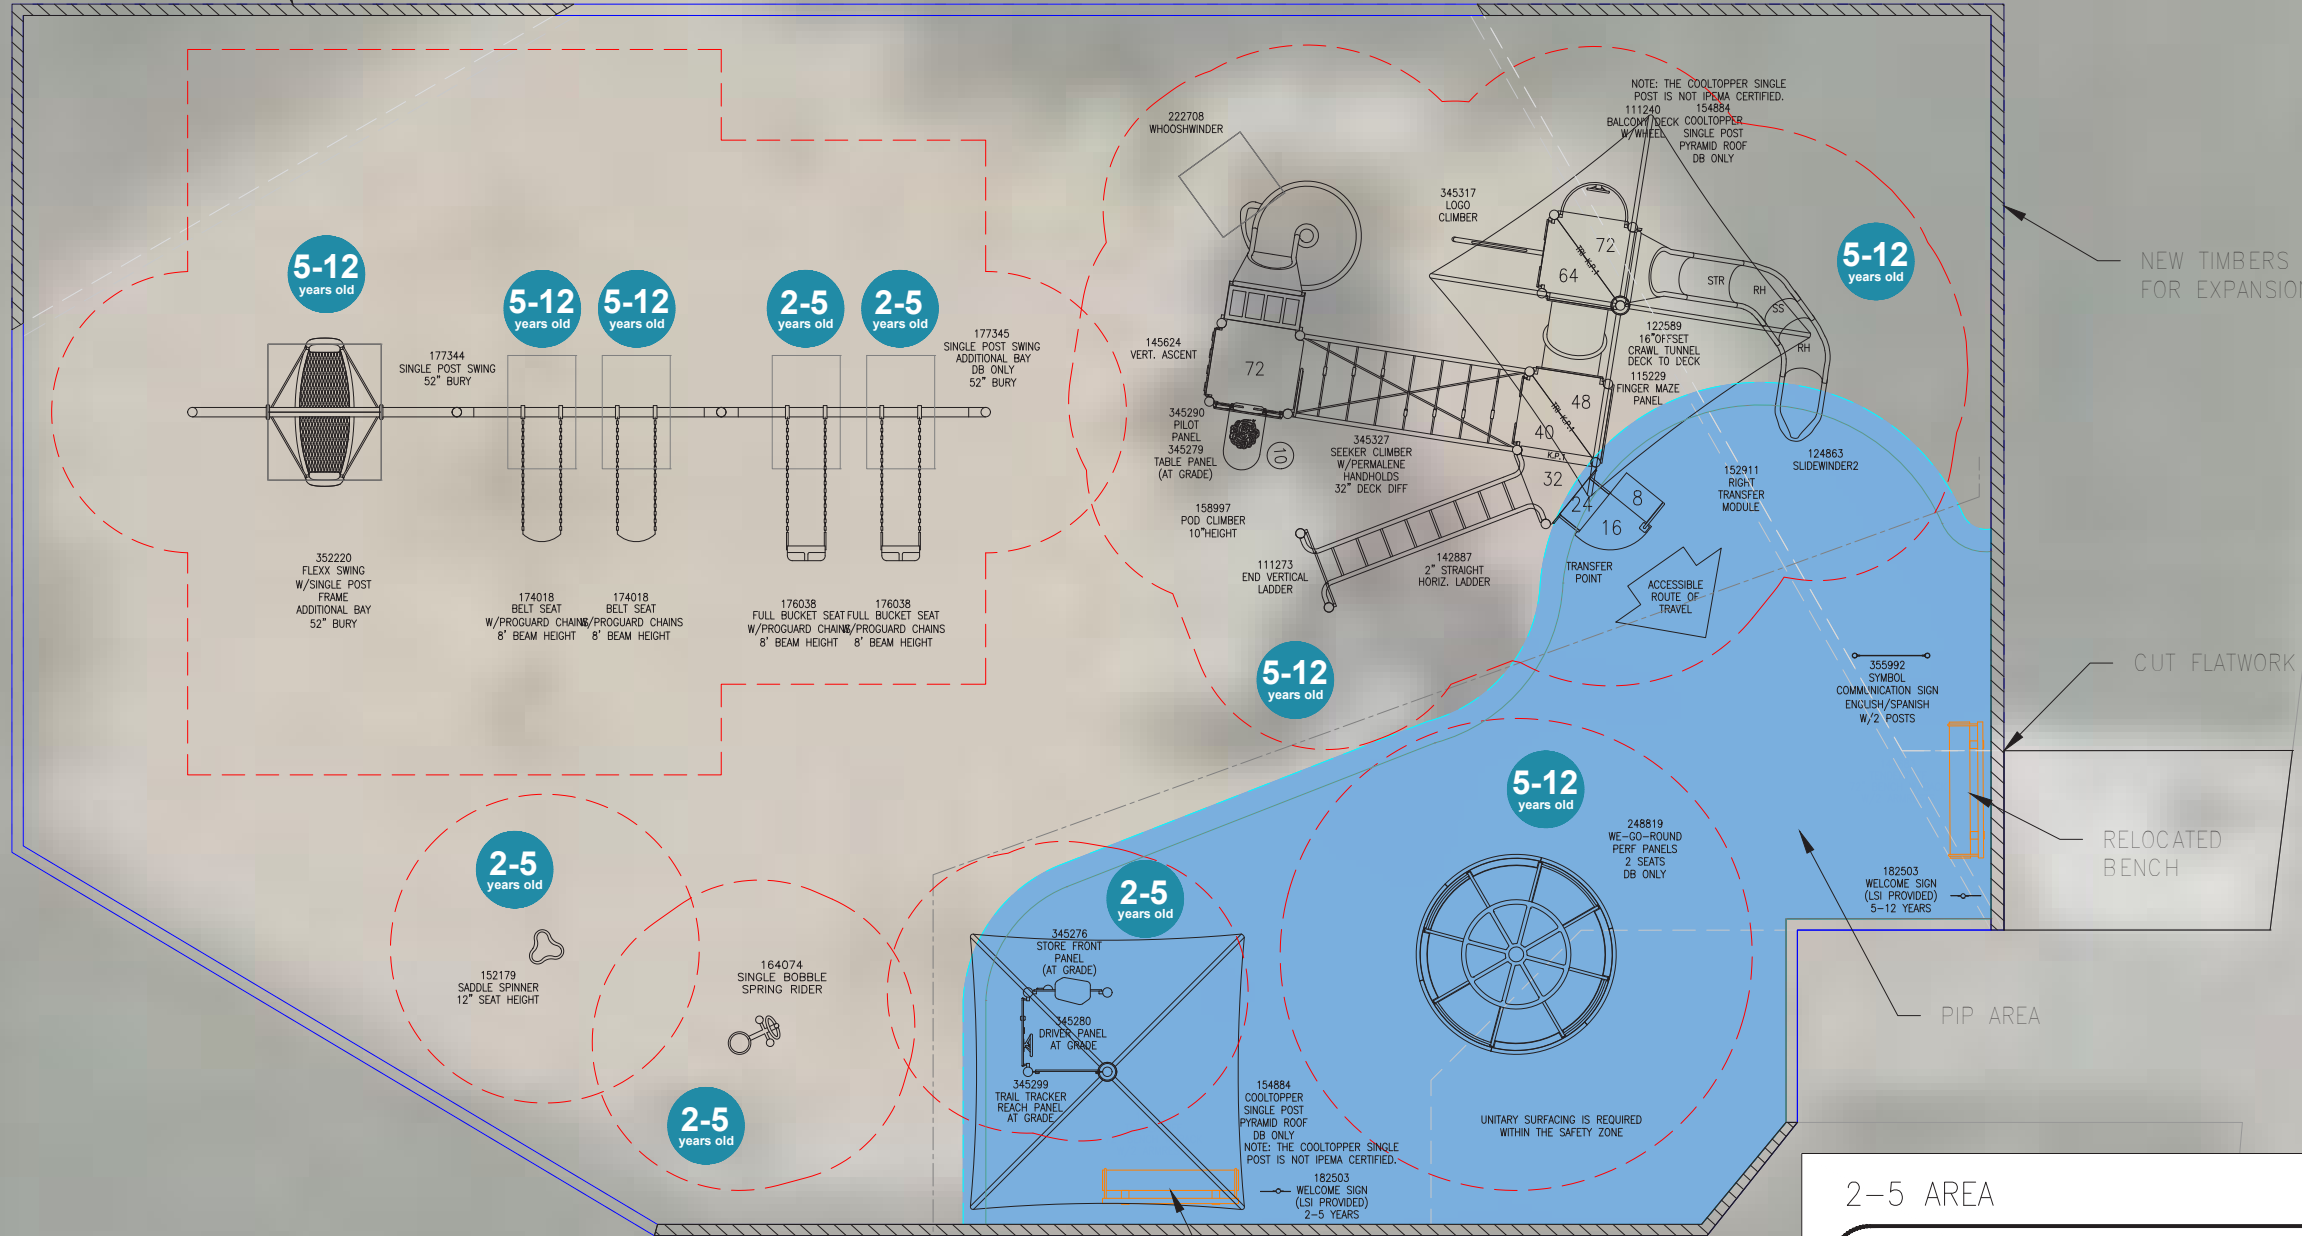 NOTE: THE COOLTOPPER SINGLE
POST IS NOT IPEMA CERTIFIED.
111240
BALCONY DECK
W/WHEEL
154884
COOLTOPPER
SINGLE POST
PYRAMID ROOF
DB ONLY
222708
WHOOSHWINDER
345317
LOGO
CLIMBER
72
64
TRI K.P.1
STR
RH
SS
RH
5-12
years old
NEW TIMBERS
FOR EXPANSION
5-12
years old
5-12
years old
5-12
years old
2-5
years old
2-5
years old
177344
SINGLE POST SWING
52" BURY
177345
SINGLE POST SWING
ADDITIONAL BAY
DB ONLY
52" BURY
145624
VERT. ASCENT
72
122589
16"OFFSET
CRAWL TUNNEL
DECK TO DECK
115229
FINGER MAZE
PANEL
48
40
TRI K.P.1
K.P.1
32
24
16
8
345290
PILOT
PANEL
345279
TABLE PANEL
(AT GRADE)
10
345327
SEEKER CLIMBER
W/PERMALENE
HANDHOLDS
32" DECK DIFF
124863
SLIDEWINDER2
152911
RIGHT
TRANSFER
MODULE
158997
POD CLIMBER
10"HEIGHT
111273
END VERTICAL
LADDER
142887
2" STRAIGHT
HORIZ. LADDER
TRANSFER
POINT
ACCESSIBLE
ROUTE OF
TRAVEL
352220
FLEXX SWING
W/SINGLE POST
FRAME
ADDITIONAL BAY
52" BURY
174018
BELT SEAT
W/PROGUARD CHAINS
8' BEAM HEIGHT
174018
BELT SEAT
W/PROGUARD CHAINS
8' BEAM HEIGHT
176038
FULL BUCKET SEAT
W/PROGUARD CHAINS
8' BEAM HEIGHT
176038
FULL BUCKET SEAT
W/PROGUARD CHAINS
8' BEAM HEIGHT
5-12
years old
355992
SYMBOL
COMMUNICATION SIGN
ENGLISH/SPANISH
W/2 POSTS
CUT FLATWORK
5-12
years old
248819
WE-GO-ROUND
PERF PANELS
2 SEATS
DB ONLY
RELOCATED
BENCH
182503
WELCOME SIGN
(LSI PROVIDED)
5-12 YEARS
2-5
years old
2-5
years old
152179
SADDLE SPINNER
12" SEAT HEIGHT
164074
SINGLE BOBBLE
SPRING RIDER
345276
STORE FRONT
PANEL
(AT GRADE)
345280
DRIVER PANEL
AT GRADE
345299
TRAIL TRACKER
REACH PANEL
AT GRADE
PIP AREA
2-5
years old
154884
COOLTOPPER
SINGLE POST
PYRAMID ROOF
DB ONLY
NOTE: THE COOLTOPPER SINGLE
POST IS NOT IPEMA CERTIFIED.
UNITARY SURFACING IS REQUIRED
WITHIN THE SAFETY ZONE
182503
WELCOME SIGN
(LSI PROVIDED)
2-5 YEARS
2-5 AREA